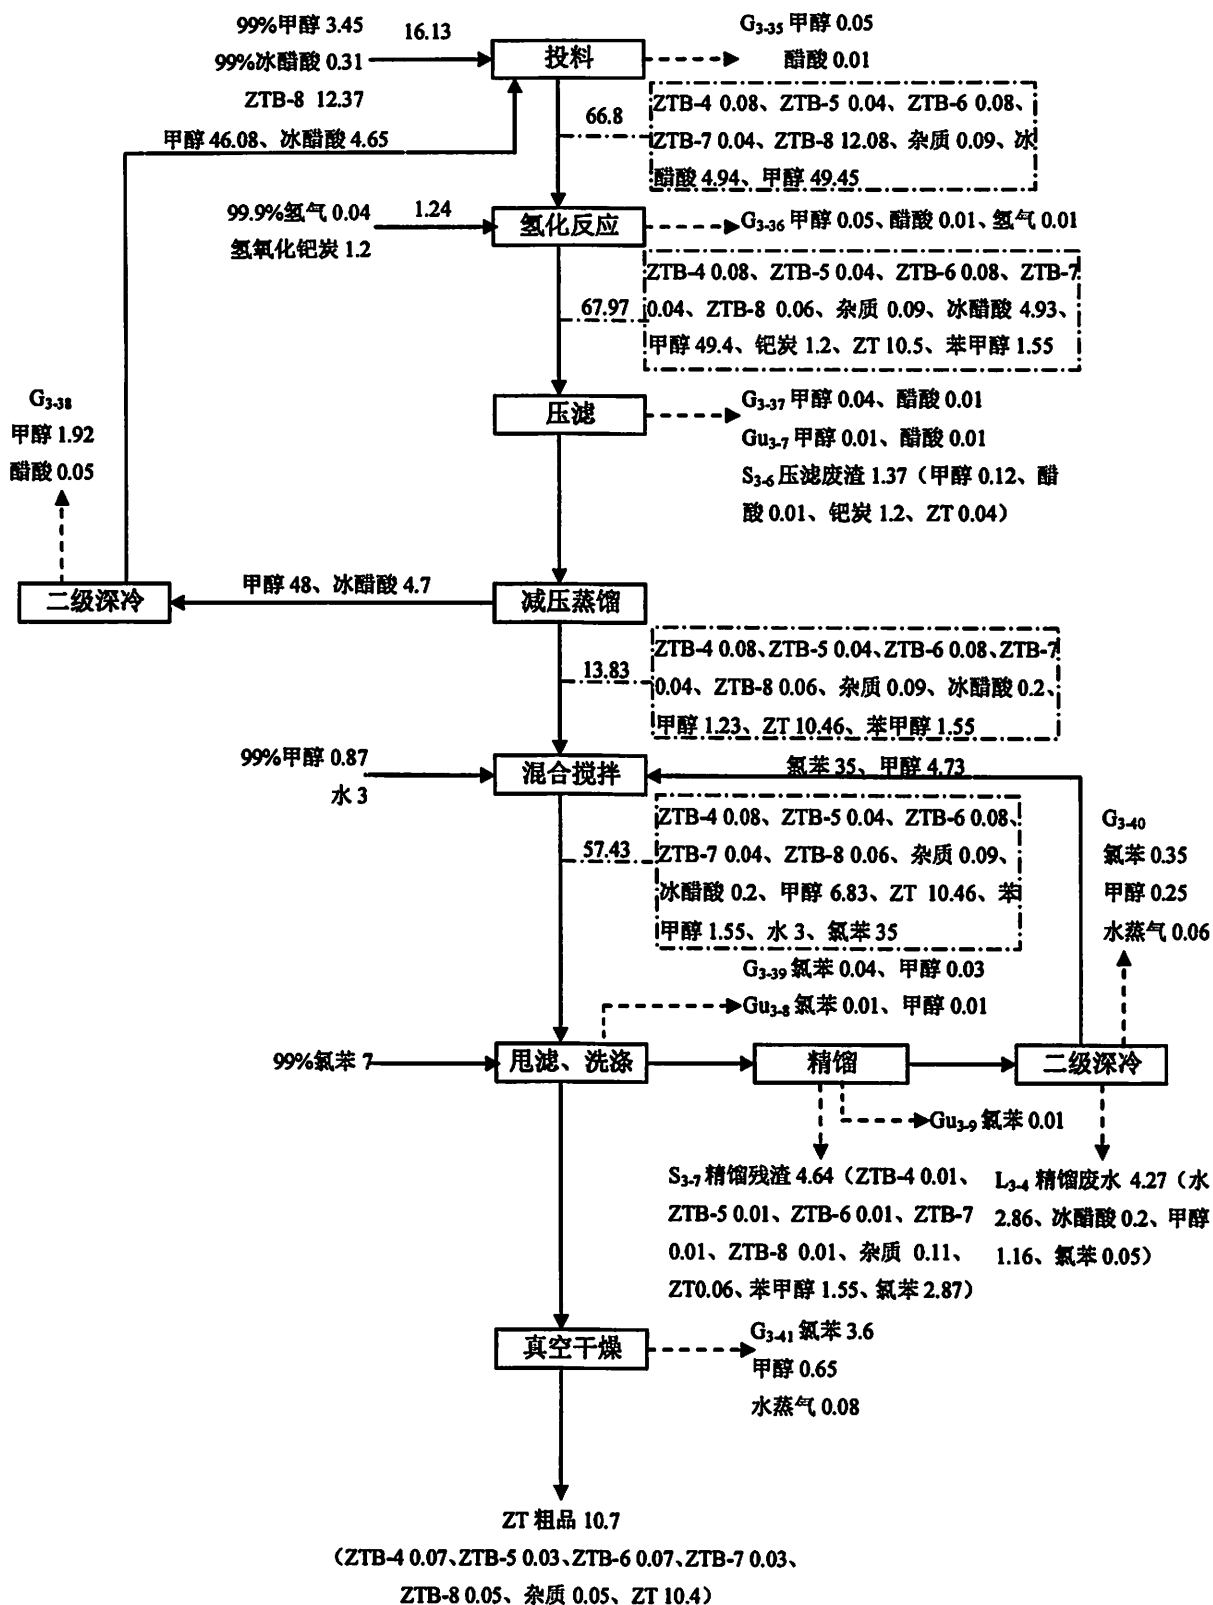 99%甲醇 3.45
99%冰醋酸 0.31
ZTB-8 12.37
16.13
投料
G3-35 甲醇 0.05
醋酸 0.01
甲醇 46.08、冰醋酸 4.65
66.8
ZTB-4 0.08、ZTB-5 0.04、ZTB-6 0.08、
ZTB-7 0.04、ZTB-8 12.08、杂质 0.09、冰
醋酸 4.94、甲醇 49.45
99.9%氢气 0.04
氢氧化钯炭 1.2
1.24
氢化反应
G3-36 甲醇 0.05、醋酸 0.01、氢气 0.01
67.97
ZTB-4 0.08、ZTB-5 0.04、ZTB-6 0.08、ZTB-7
0.04、ZTB-8 0.06、杂质 0.09、冰醋酸 4.93、
甲醇 49.4、钯炭 1.2、ZT 10.5、苯甲醇 1.55
G3-38
甲醇 1.92
醋酸 0.05
压滤
G3-37 甲醇 0.04、醋酸 0.01
Gu3-7 甲醇 0.01、醋酸 0.01
S3-6 压滤废渣 1.37（甲醇 0.12、醋
酸 0.01、钯炭 1.2、ZT 0.04）
二级深冷
甲醇 48、冰醋酸 4.7
减压蒸馏
13.83
ZTB-4 0.08、ZTB-5 0.04、ZTB-6 0.08、ZTB-7
0.04、ZTB-8 0.06、杂质 0.09、冰醋酸 0.2、
甲醇 1.23、ZT 10.46、苯甲醇 1.55
99%甲醇 0.87
水 3
混合搅拌
氯苯 35、甲醇 4.73
57.43
ZTB-4 0.08、ZTB-5 0.04、ZTB-6 0.08、
ZTB-7 0.04、ZTB-8 0.06、杂质 0.09、
冰醋酸 0.2、甲醇 6.83、ZT 10.46、苯
甲醇 1.55、水 3、氯苯 35
G3-40
氯苯 0.35
甲醇 0.25
水蒸气 0.06
G3-39 氯苯 0.04、甲醇 0.03
Gu3-8 氯苯 0.01、甲醇 0.01
99%氯苯 7
甩滤、洗涤
精馏
二级深冷
Gu3-9 氯苯 0.01
S3-7 精馏残渣 4.64（ZTB-4 0.01、
ZTB-5 0.01、ZTB-6 0.01、ZTB-7
0.01、ZTB-8 0.01、杂质 0.11、
ZT0.06、苯甲醇 1.55、氯苯 2.87）
L3-4 精馏废水 4.27（水
2.86、冰醋酸 0.2、甲醇
1.16、氯苯 0.05）
真空干燥
G3-41 氯苯 3.6
甲醇 0.65
水蒸气 0.08
ZT 粗品 10.7
（ZTB-4 0.07、ZTB-5 0.03、ZTB-6 0.07、ZTB-7 0.03、
ZTB-8 0.05、杂质 0.05、ZT 10.4）